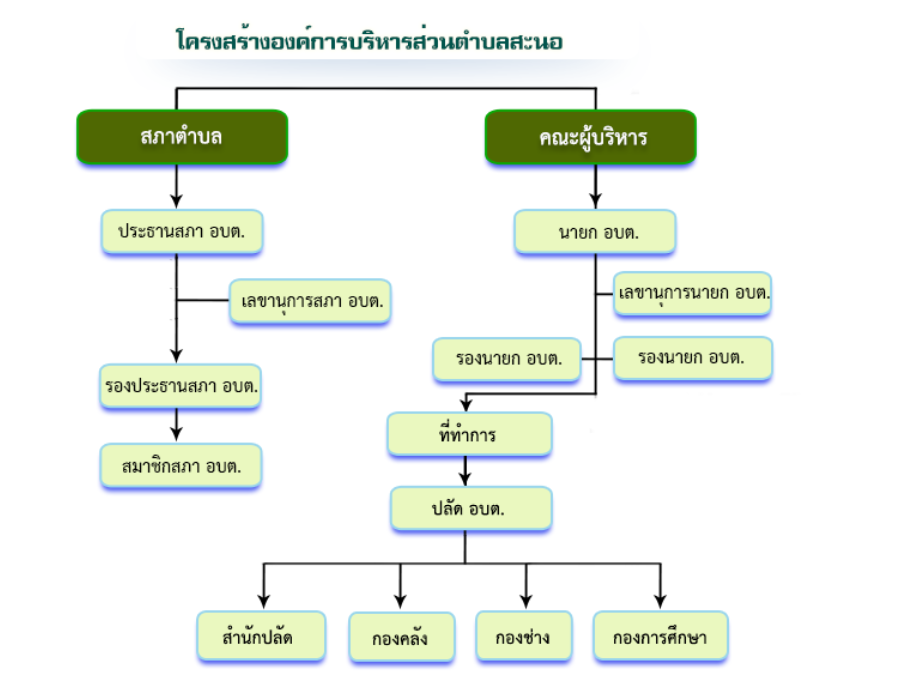 โครงสร้างองค์การบริหารส่วนตำบลสะนอ
สภาตำบล
คณะผู้บริหาร
ประธานสภา อบต.
นายก อบต.
เลขานุการสภา อบต.
เลขานุการนายก อบต.
รองนายก อบต.
รองนายก อบต.
รองประธานสภา อบต.
ที่ทำการ
สมาชิกสภา อบต.
ปลัด อบต.
สำนักปลัด
กองคลัง
กองช่าง
กองการศึกษา